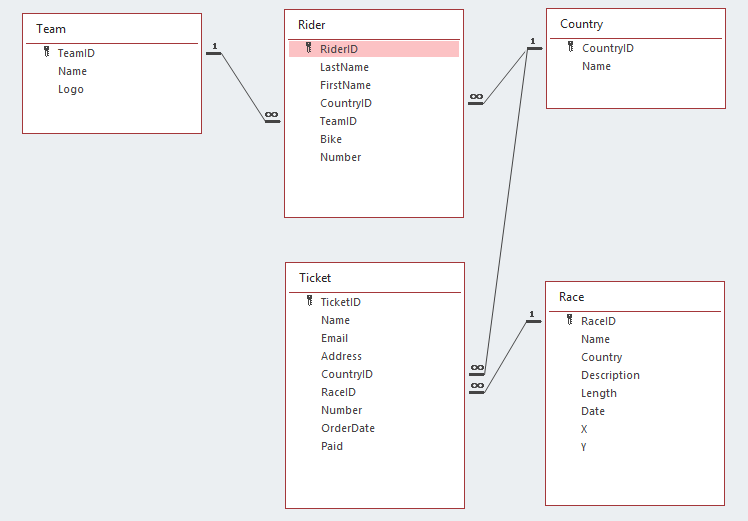 Team
TeamID
Name
Logo
1
∞
Rider
RiderID
LastName
FirstName
CountryID
TeamID
Bike
Number
1
∞
Country
CountryID
Name
Ticket
TicketID
Name
Email
Address
CountryID
RaceID
Number
OrderDate
Paid
∞
∞
1
Race
RaceID
Name
Country
Description
Length
Date
X
Y